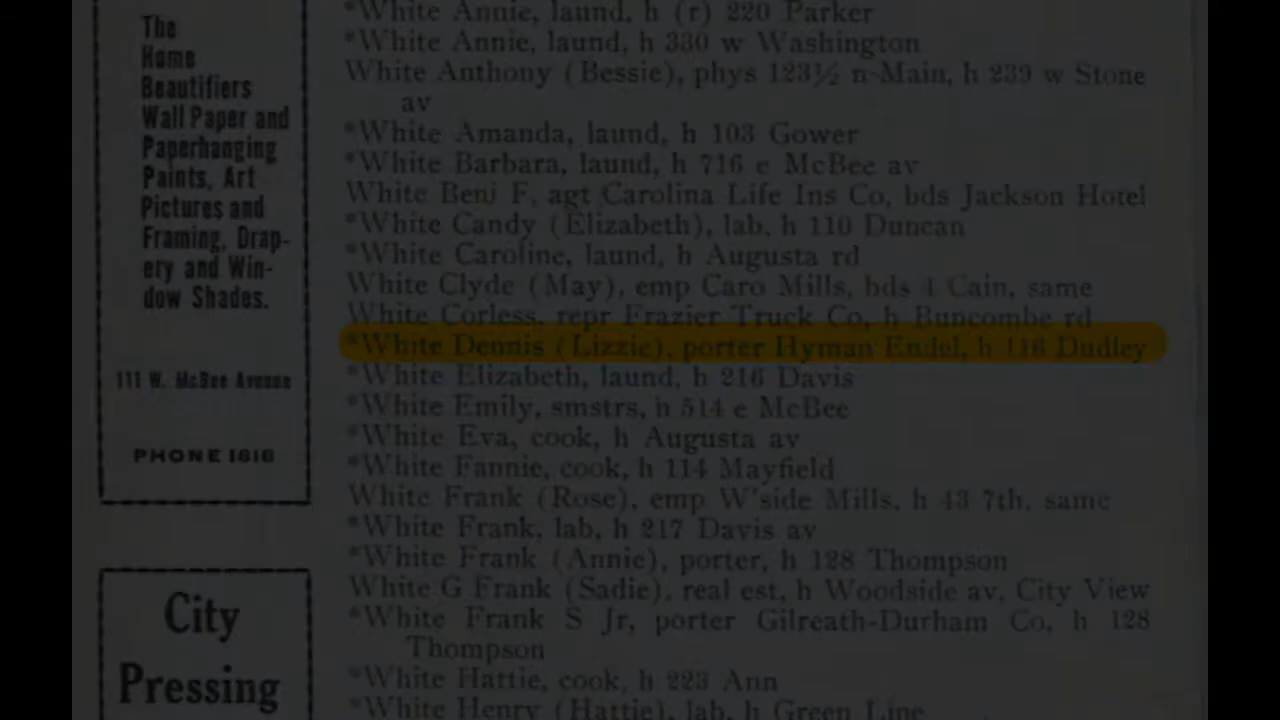 The
Home
Beautifiers
Wall Paper and
Paperhanging
Paints, Art
Pictures and
Framing, Drap-
ery and Win-
dow Shades.
111 W. McBee Avenue
PHONE 1616
City
Pressing
*White Annie, laund, h (r) 220 Parker
*White Annie, laund, h 330 w Washington
White Anthony (Bessie), phys 123½ n Main, h 239 w Stone
av
*White Amanda, laund, h 103 Gower
*White Barbara, laund, h 716 e McBee av
White Benj F, agt Carolina Life Ins Co, bds Jackson Hotel
*White Candy (Elizabeth), lab, h 110 Duncan
*White Caroline, laund, h Augusta rd
White Clyde (May), emp Caro Mills, bds 4 Cain, same
White Corless, repr Frazier Truck Co, h Buncombe rd
*White Dennis (Lizzie), porter Hyman Endel, h 116 Dudley
*White Elizabeth, laund, h 216 Davis
*White Emily, smstrs, h 514 e McBee
*White Eva, cook, h Augusta av
*White Fannie, cook, h 114 Mayfield
White Frank (Rose), emp W'side Mills, h 43 7th, same
*White Frank, lab, h 217 Davis av
*White Frank (Annie), porter, h 128 Thompson
White G Frank (Sadie), real est, h Woodside av, City View
*White Frank S Jr, porter Gilreath-Durham Co, h 128
Thompson
*White Hattie, cook, h 223 Ann
*White Henry (Hattie), lab, h Green Line